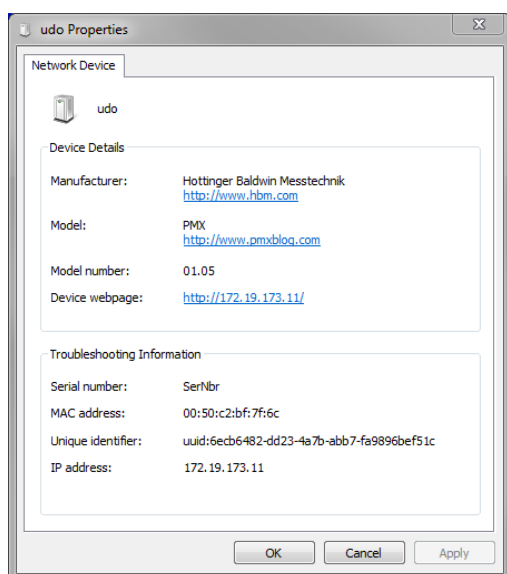 udo Properties
Network Device
udo
Device Details
Manufacturer: Hottinger Baldwin Messtechnik
http://www.hbm.com
Model: PMX
http://www.pmxblog.com
Model number: 01.05
Device webpage: http://172.19.173.11/
Troubleshooting Information
Serial number: SerNbr
MAC address: 00:50:c2:bf:7f:6c
Unique identifier: uuid:6ecb6482-dd23-4a7b-abb7-fa9896bef51c
IP address: 172.19.173.11
OK Cancel Apply